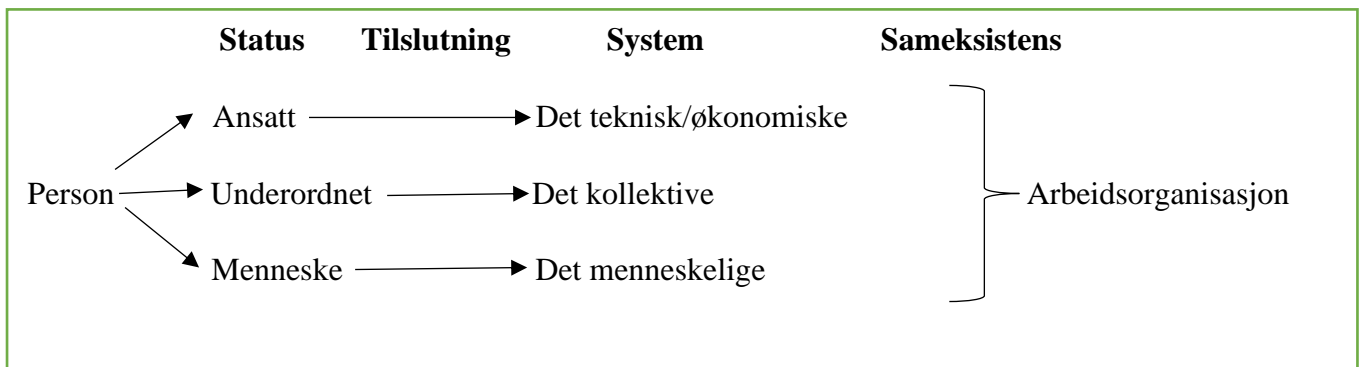 Status Tilslutning System Sameksistens
Ansatt Det teknisk/økonomiske
Person Underordnet Det kollektive Arbeidsorganisasjon
Menneske Det menneskelige